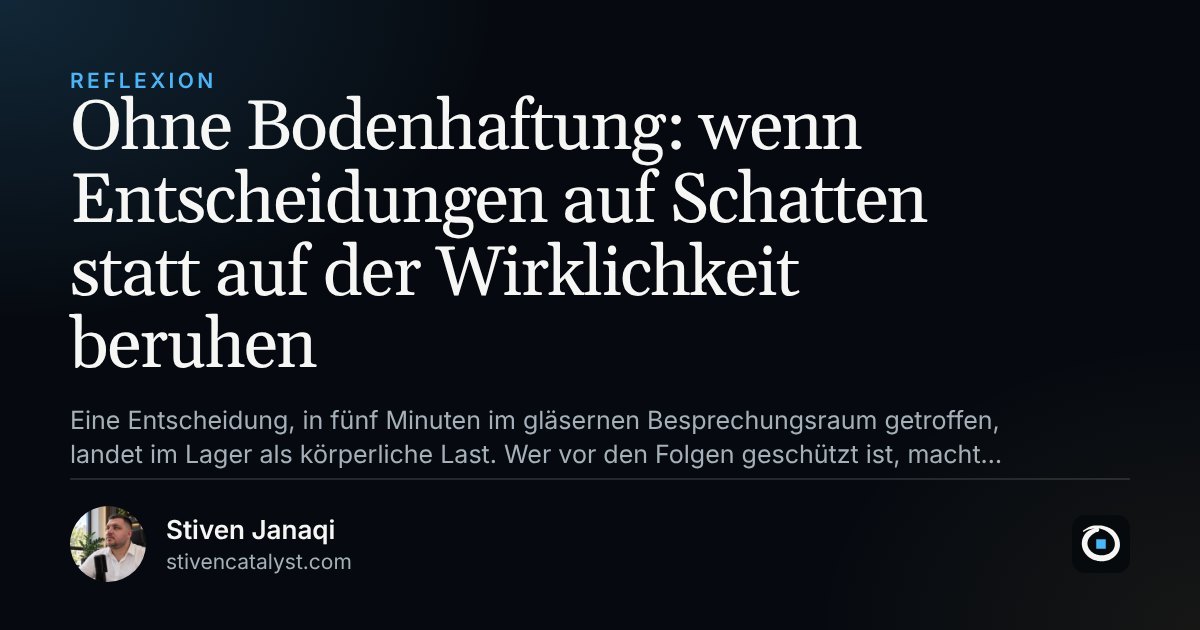 REFLEXION
Ohne Bodenhaftung: wenn
Entscheidungen auf Schatten
statt auf der Wirklichkeit
beruhen
Eine Entscheidung, in fünf Minuten im gläsernen Besprechungsraum getroffen,
landet im Lager als körperliche Last. Wer vor den Folgen geschützt ist, macht...
Stiven Janaqi
stivencatalyst.com